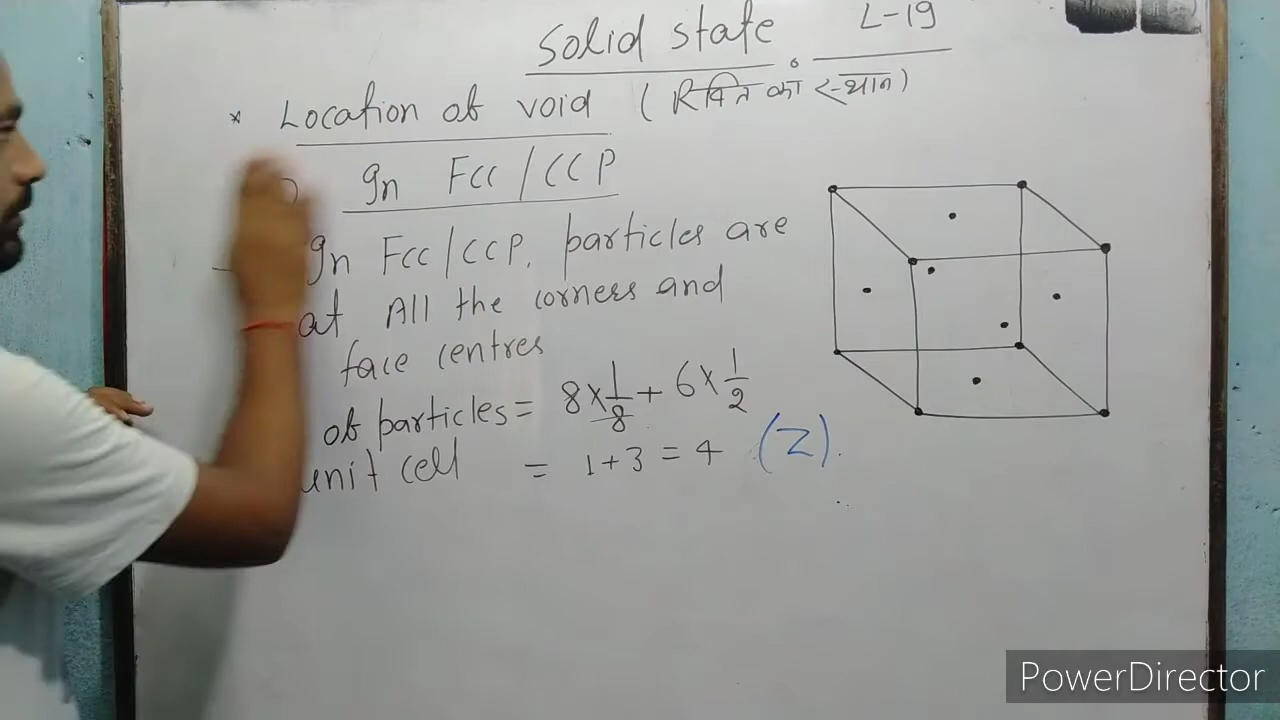 Solid state. L-19
* Location of void (रिक्ति का स्थान)
In FCC/CCP
In FCC/CCP, particles are
at All the corners and
face centres
of particles = 8×1/8 + 6×1/2
unit cell = 1+3 = 4 (Z).
PowerDirector